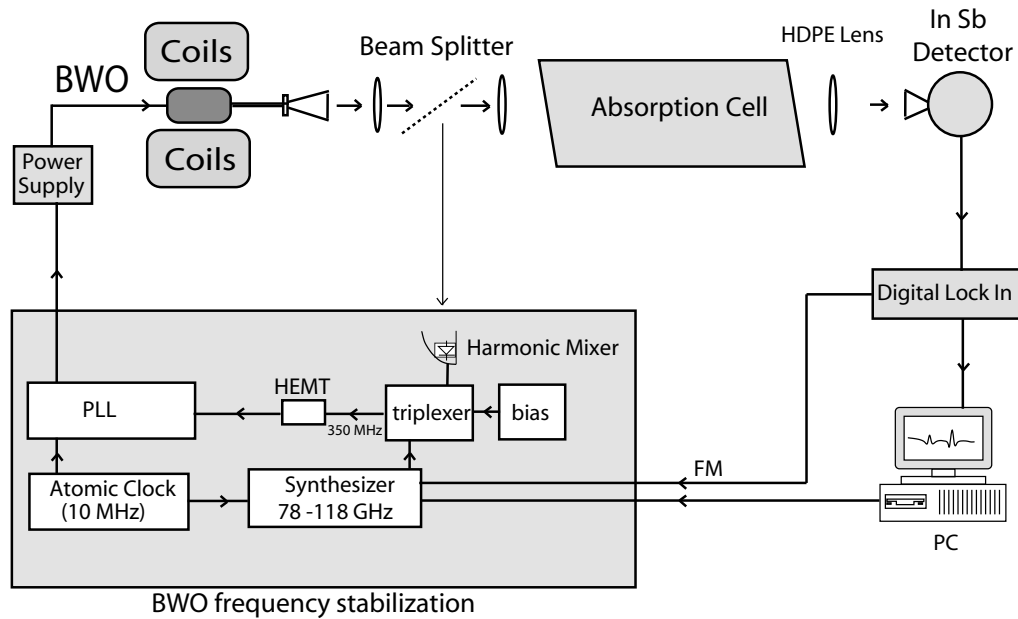 Coils
BWO
Coils
Power
Supply
Beam Splitter
Absorption Cell
HDPE Lens
In Sb
Detector
Digital Lock In
Harmonic Mixer
HEMT
PLL
350 MHz
triplexer
bias
Atomic Clock
(10 MHz)
Synthesizer
78 -118 GHz
FM
PC
BWO frequency stabilization